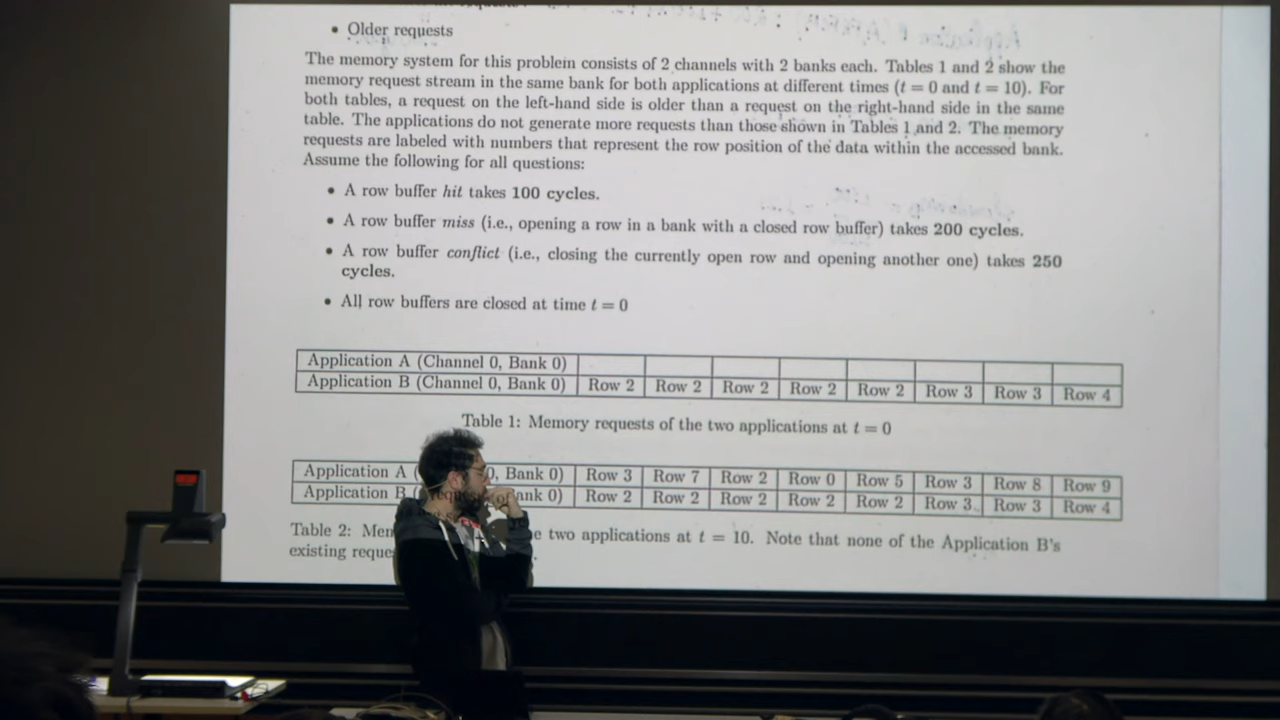 • Older requests
The memory system for this problem consists of 2 channels with 2 banks each. Tables 1 and 2 show the
memory request stream in the same bank for both applications at different times (t = 0 and t = 10). For
both tables, a request on the left-hand side is older than a request on the right-hand side in the same
table. The applications do not generate more requests than those shown in Tables 1 and 2. The memory
requests are labeled with numbers that represent the row position of the data within the accessed bank.
Assume the following for all questions:
• A row buffer hit takes 100 cycles.
• A row buffer miss (i.e., opening a row in a bank with a closed row buffer) takes 200 cycles.
• A row buffer conflict (i.e., closing the currently open row and opening another one) takes 250
cycles.
• All row buffers are closed at time t = 0
Application A (Channel 0, Bank 0)
Application B (Channel 0, Bank 0) Row 2 Row 2 Row 2 Row 2 Row 2 Row 3 Row 3 Row 4
Table 1: Memory requests of the two applications at t = 0
Application A ( 0, Bank 0) Row 3 Row 7 Row 2 Row 0 Row 5 Row 3 Row 8 Row 9
Application B ank 0) Row 2 Row 2 Row 2 Row 2 Row 2 Row 3 Row 3 Row 4
Table 2: Mem e two applications at t = 10. Note that none of the Application B's
existing reque